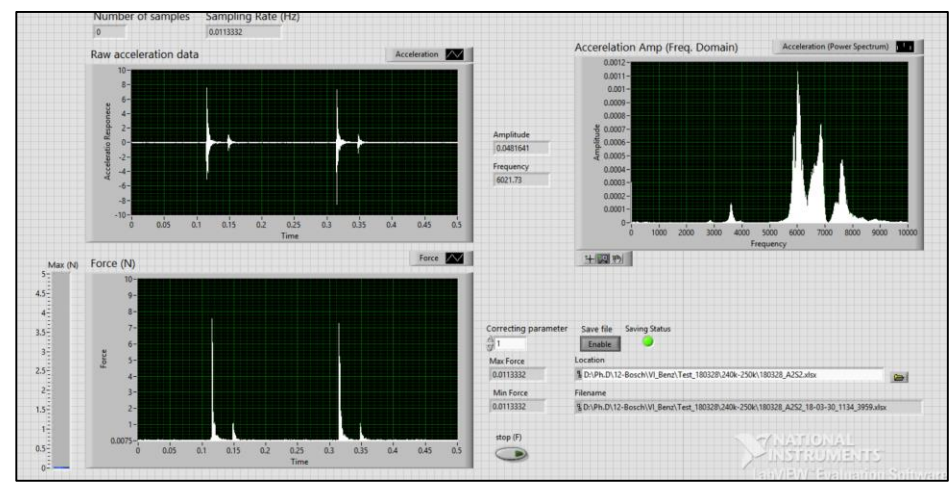 Number of samples Sampling Rate (Hz)
0 0.0113332
Raw acceleration data Acceleration
Acceleratio Responece
10
8
6
4
2
0
-2
-4
-6
-8
-10
0 0.05 0.1 0.15 0.2 0.25 0.3 0.35 0.4 0.45 0.5
Time
Amplitude
0.0481641
Frequency
6021.73
Accerelation Amp (Freq. Domain) Acceleration (Power Spectrum)
Amplitude
0.0012
0.0011
0.001
0.0009
0.0008
0.0007
0.0006
0.0005
0.0004
0.0003
0.0002
0.0001
0
0 1000 2000 3000 4000 5000 6000 7000 8000 9000 10000
Frequency
Max (N)
5
4.5
4
3.5
3
2.5
2
1.5
1
0.5
0
Force (N) Force
Force
10
9
8
7
6
5
4
3
2
1
0.0075
0 0.05 0.1 0.15 0.2 0.25 0.3 0.35 0.4 0.45 0.5
Time
Correcting parameter
1
Max Force
0.0113332
Min Force
0.0113332
stop (F)
Save file Saving Status
Enable
Location
D:\Ph.D\12-Bosch\VI_Benz\Test_180328\240k-250k\180328_A2S2.xlsx
Filename
D:\Ph.D\12-Bosch\VI_Benz\Test_180328\240k-250k\180328_A2S2_18-03-30_1134_3959.xlsx
NATIONAL
INSTRUMENTS
LabVIEW Evaluation Software